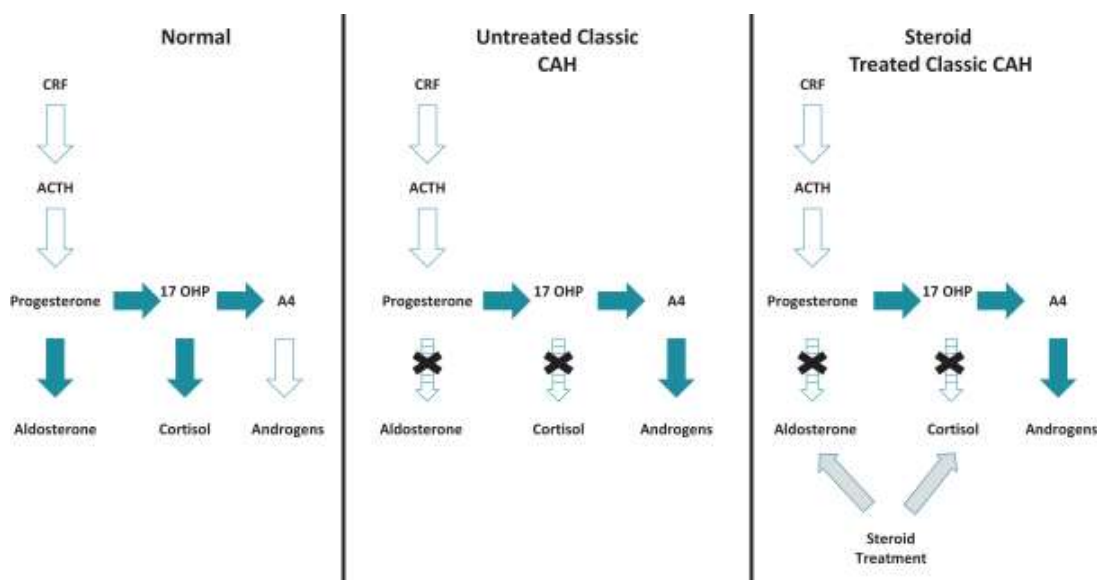 Normal
CRF
ACTH
Progesterone
17 OHP
A4
Aldosterone
Cortisol
Androgens
Untreated Classic
CAH
CRF
ACTH
Progesterone
17 OHP
A4
Aldosterone
Cortisol
Androgens
Steroid
Treated Classic CAH
CRF
ACTH
Progesterone
17 OHP
A4
Aldosterone
Cortisol
Androgens
Steroid
Treatment